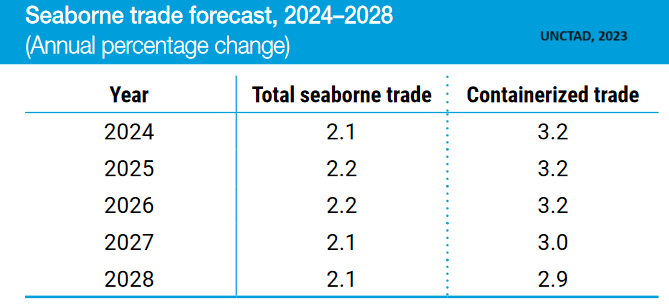 Seaborne trade forecast, 2024–2028
(Annual percentage change)
UNCTAD, 2023
Year Total seaborne trade Containerized trade
2024 2.1 3.2
2025 2.2 3.2
2026 2.2 3.2
2027 2.1 3.0
2028 2.1 2.9